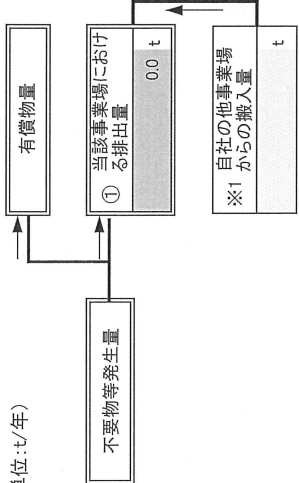 位:t/年)
不要物等発生量
有償物量
① 当該事業場におけ
る排出量
0.0 t
※1 自社の他事業場
からの搬入量
t